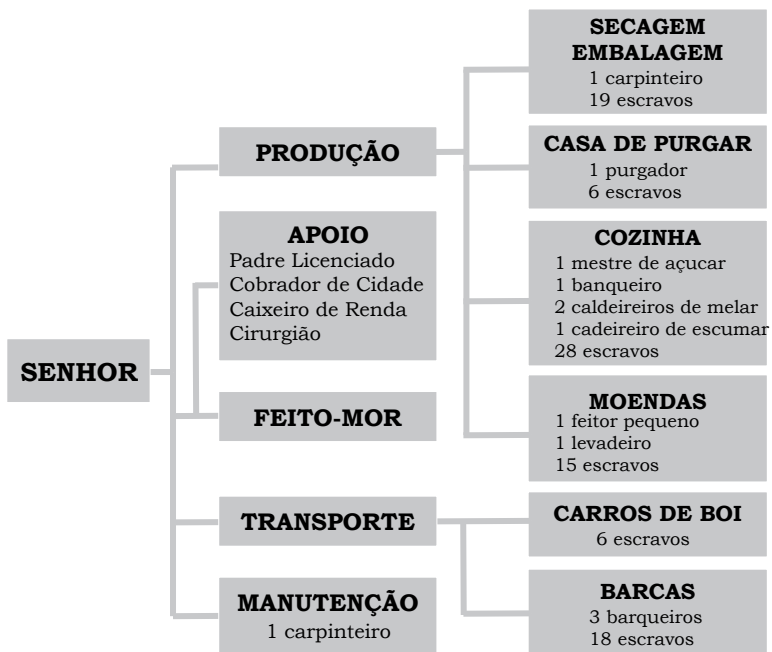 SENHOR
PRODUÇÃO
APOIO
Padre Licenciado
Cobrador de Cidade
Caixeiro de Renda
Cirurgião
FEITO-MOR
TRANSPORTE
MANUTENÇÃO
1 carpinteiro
SECAGEM
EMBALAGEM
1 carpinteiro
19 escravos
CASA DE PURGAR
1 purgador
6 escravos
COZINHA
1 mestre de açucar
1 banqueiro
2 caldeireiros de melar
1 cadeireiro de escumar
28 escravos
MOENDAS
1 feitor pequeno
1 levadeiro
15 escravos
CARROS DE BOI
6 escravos
BARCAS
3 barqueiros
18 escravos